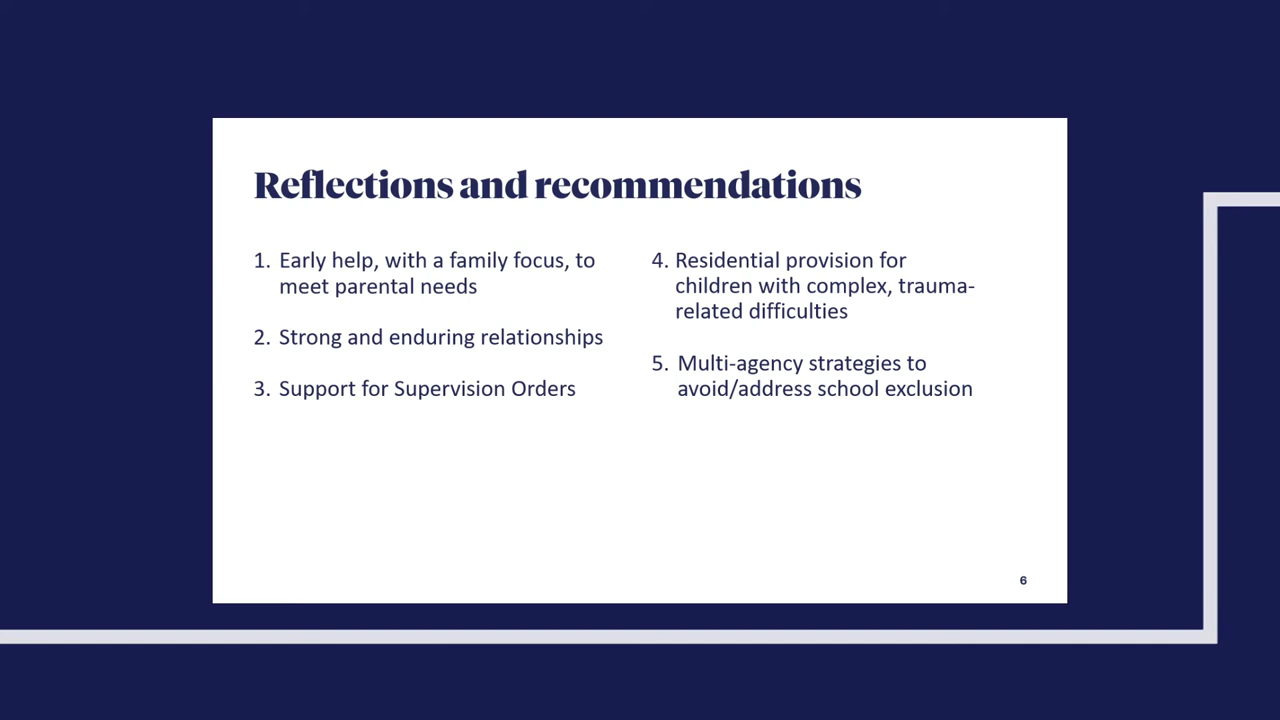 Reflections and recommendations
1. Early help, with a family focus, to
meet parental needs
2. Strong and enduring relationships
3. Support for Supervision Orders
4. Residential provision for
children with complex, trauma-
related difficulties
5. Multi-agency strategies to
avoid/address school exclusion
6